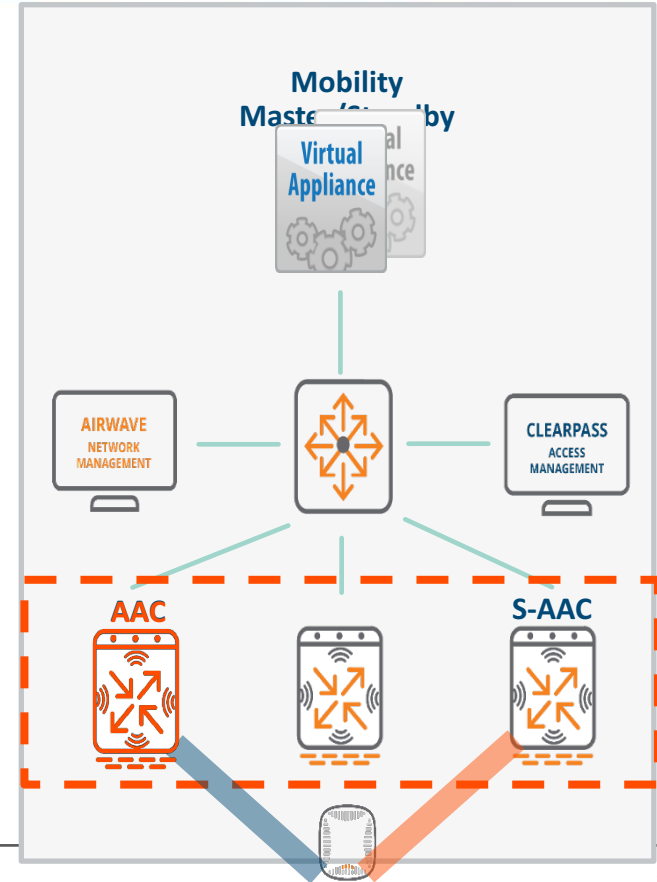 Mobility
Virtual
Appliance
AIRWAVE
NETWORK
MANAGEMENT
CLEARPASS
ACCESS
MANAGEMENT
AAC
S-AAC